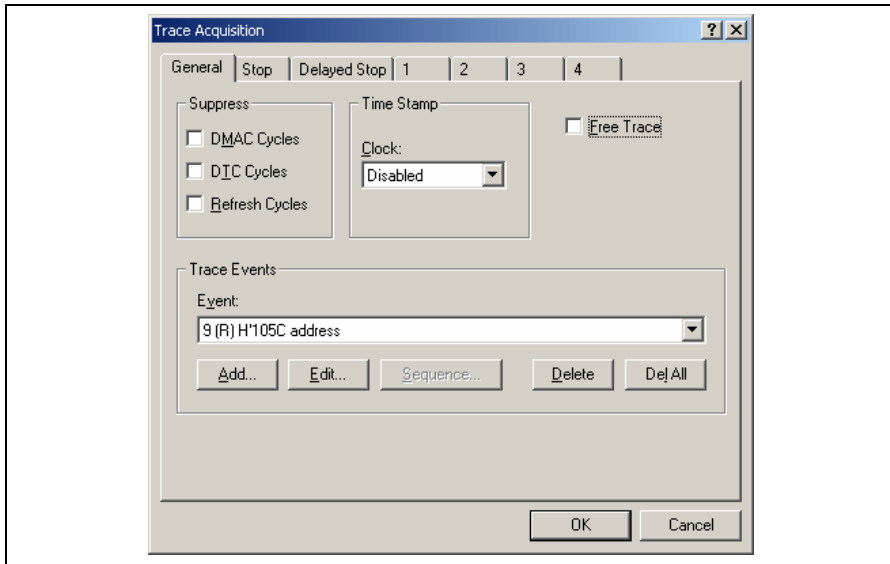 Trace Acquisition
General Stop Delayed Stop 1 2 3 4
Suppress
DMAC Cycles
DTC Cycles
Refresh Cycles
Time Stamp
Clock:
Disabled
Free Trace
Trace Events
Event:
9 (R) H'105C address
Add... Edit... Sequence... Delete Del All
OK Cancel